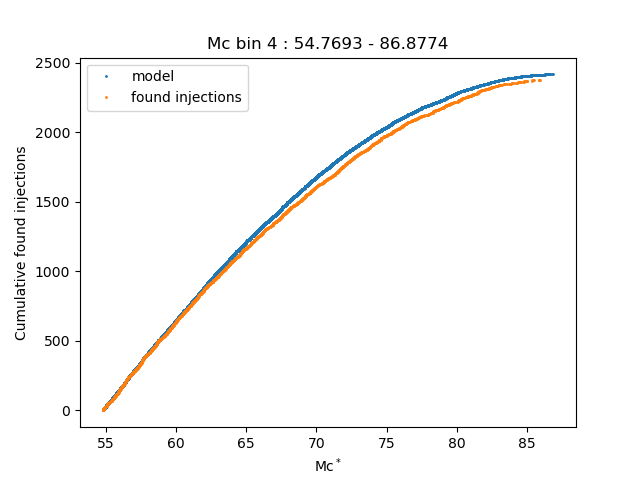 Mc bin 4 : 54.7693 - 86.8774
model
found injections
Cumulative found injections
2500
2000
1500
1000
500
0
55 60 65 70 75 80 85
Mc*